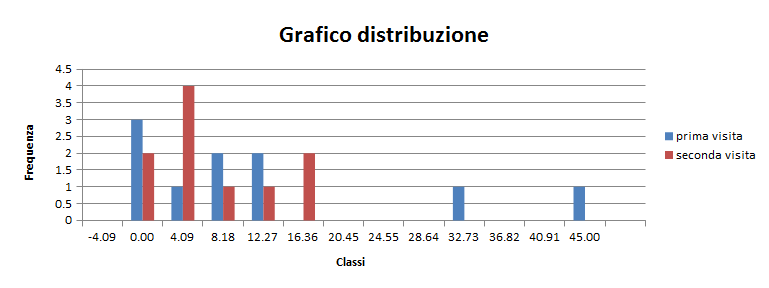 Grafico distribuzione
4.5
4
3.5
3
2.5
2
1.5
1
0.5
0
Frequenza
-4.09 0.00 4.09 8.18 12.27 16.36 20.45 24.55 28.64 32.73 36.82 40.91 45.00
Classi
prima visita
seconda visita